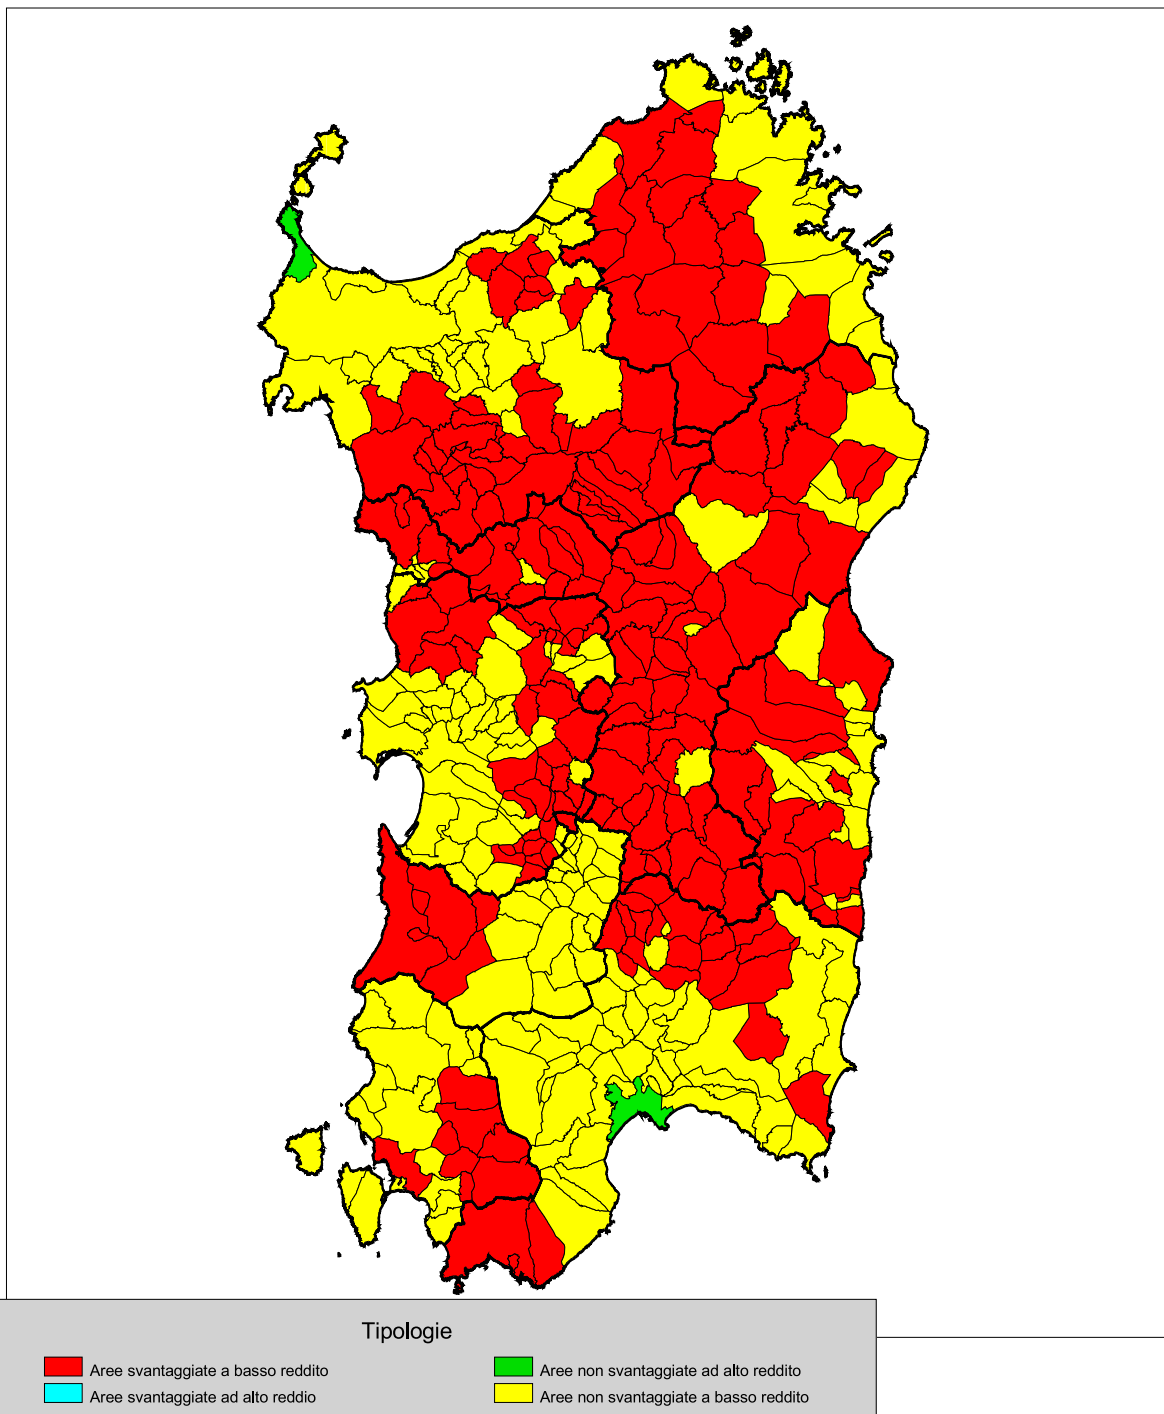 Tipologie
Aree svantaggiate a basso reddito
Aree non svantaggiate ad alto reddito
Aree svantaggiate ad alto reddio
Aree non svantaggiate a basso reddito